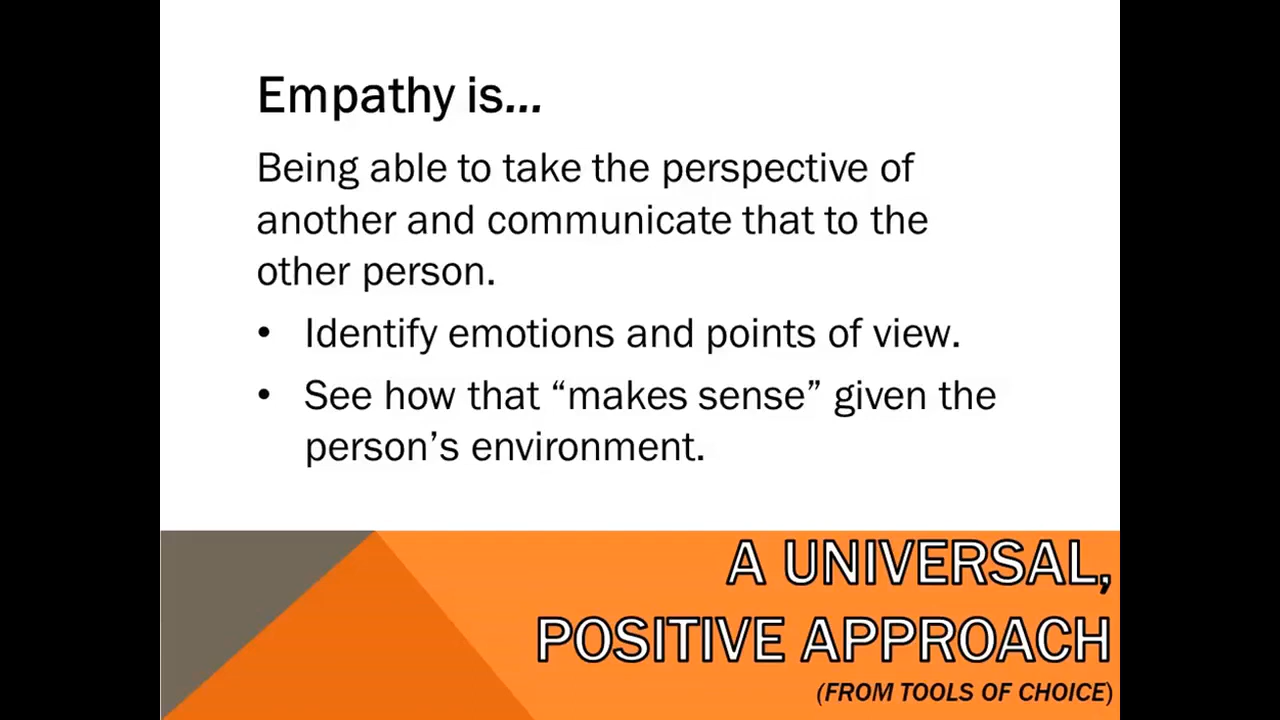 Empathy is...
Being able to take the perspective of
another and communicate that to the
other person.
• Identify emotions and points of view.
• See how that “makes sense” given the
person’s environment.
A UNIVERSAL,
POSITIVE APPROACH
(FROM TOOLS OF CHOICE)